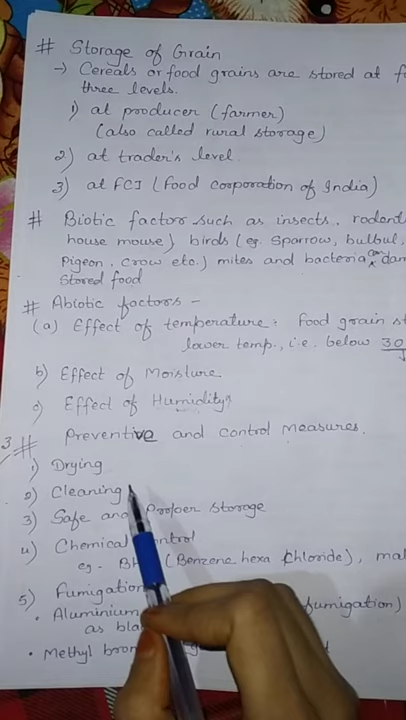 # Storage of Grain
→ Cereals or food grains are stored at
three levels.
1) at producer (farmer)
(also called rural storage)
2) at trader's level.
3) at FCI (Food corporation of India)
# Biotic factors such as insects, rodent
house mouse) birds (eg. Sparrow, bulbul,
Pigeon, Crow etc.) mites and bacteria can
Stored food
# Abiotic factors -
(a) Effect of temperature: Food grain
lower temp., i.e. below 30
b) Effect of Moisture
c) Effect of Humidity
3. # Preventive and control Measures.
1) Drying
2) Cleaning
3) Safe and Proper storage
4) Chemical Control
eg. (Benzene hexa Chloride),
5) Fumigation
• Aluminium fumigation)
as
• Methyl